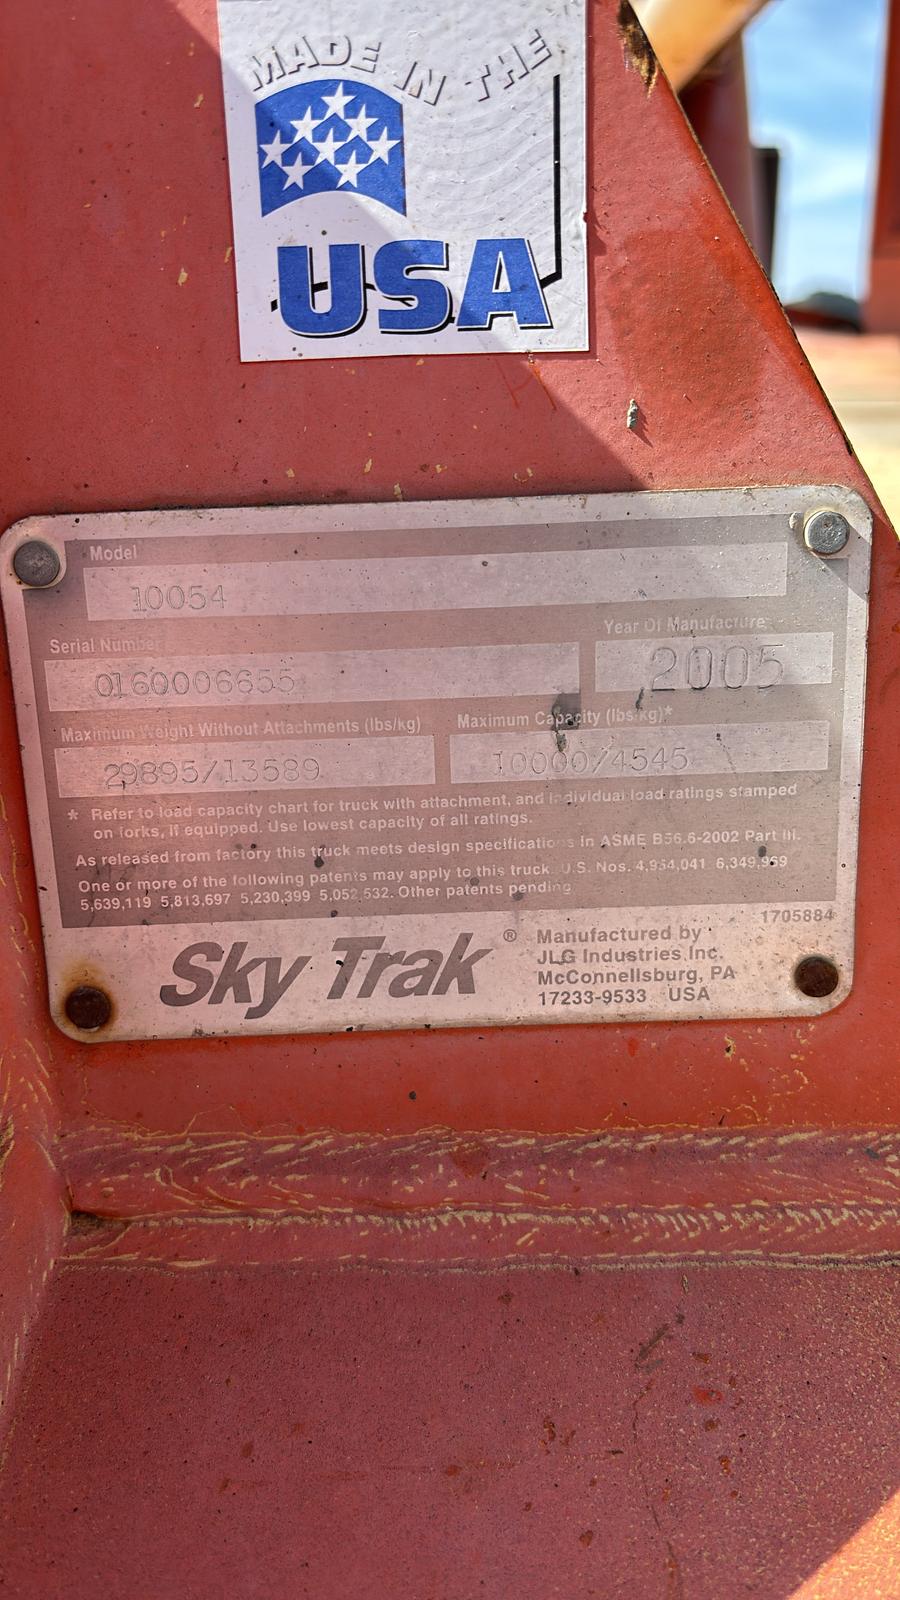 MADE IN THE
USA
Model
10054
Serial Number
Year Of Manufacture
0160006655
2005
Maximum Weight Without Attachments (lbs/kg)
Maximum Capacity (lbs/kg)*
29895/13589
10000/4545
* Refer to load capacity chart for truck with attachment, and individual load ratings stamped
on forks, if equipped. Use lowest capacity of all ratings.
As released from factory this truck meets design specifications in ASME B56.6-2002 Part III.
One or more of the following patents may apply to this truck. U.S. Nos. 4,954,041 6,349,969
5,639,119 5,813,697 5,230,399 5,052,532. Other patents pending
1705884
Sky Trak®
Manufactured by
JLG Industries,Inc.
McConnellsburg, PA
17233-9533 USA